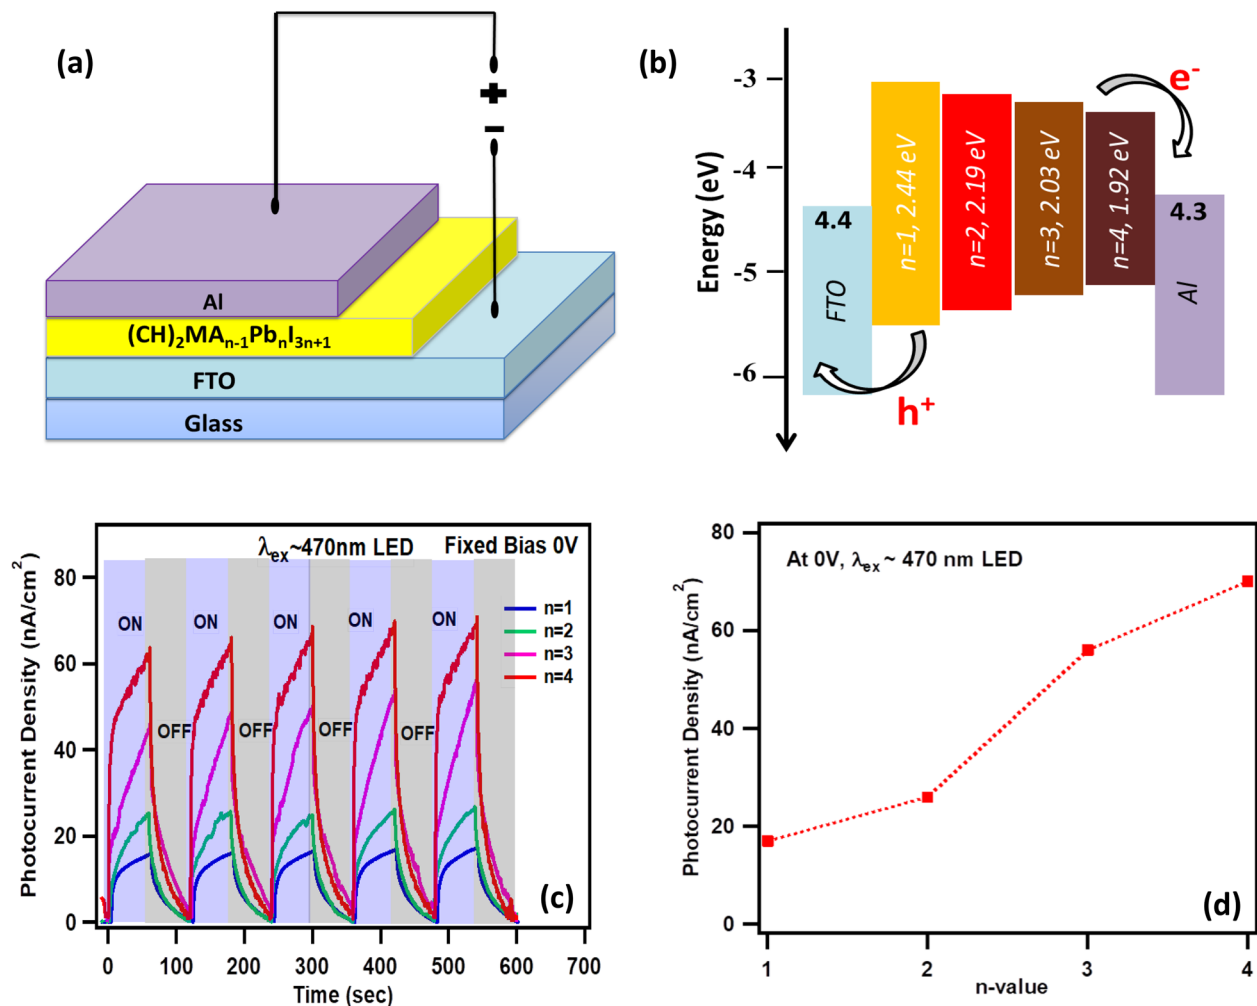 (a)
+
−
Al
(CH)₂MAₙ₋₁PbₙI₃ₙ₊₁
FTO
Glass
(b)
Energy (eV)
-3
-4
-5
-6
4.4
FTO
n=1, 2.44 eV
n=2, 2.19 eV
n=3, 2.03 eV
n=4, 1.92 eV
4.3
Al
e⁻
h⁺
λex~470nm LED
Fixed Bias 0V
Photocurrent Density (nA/cm²)
80
60
40
20
0
ON
ON
ON
ON
ON
OFF
OFF
OFF
OFF
n=1
n=2
n=3
n=4
(c)
0
100
200
300
400
500
600
700
Time (sec)
At 0V, λex ~ 470 nm LED
Photocurrent Density (nA/cm²)
80
60
40
20
0
(d)
1
2
3
4
n-value